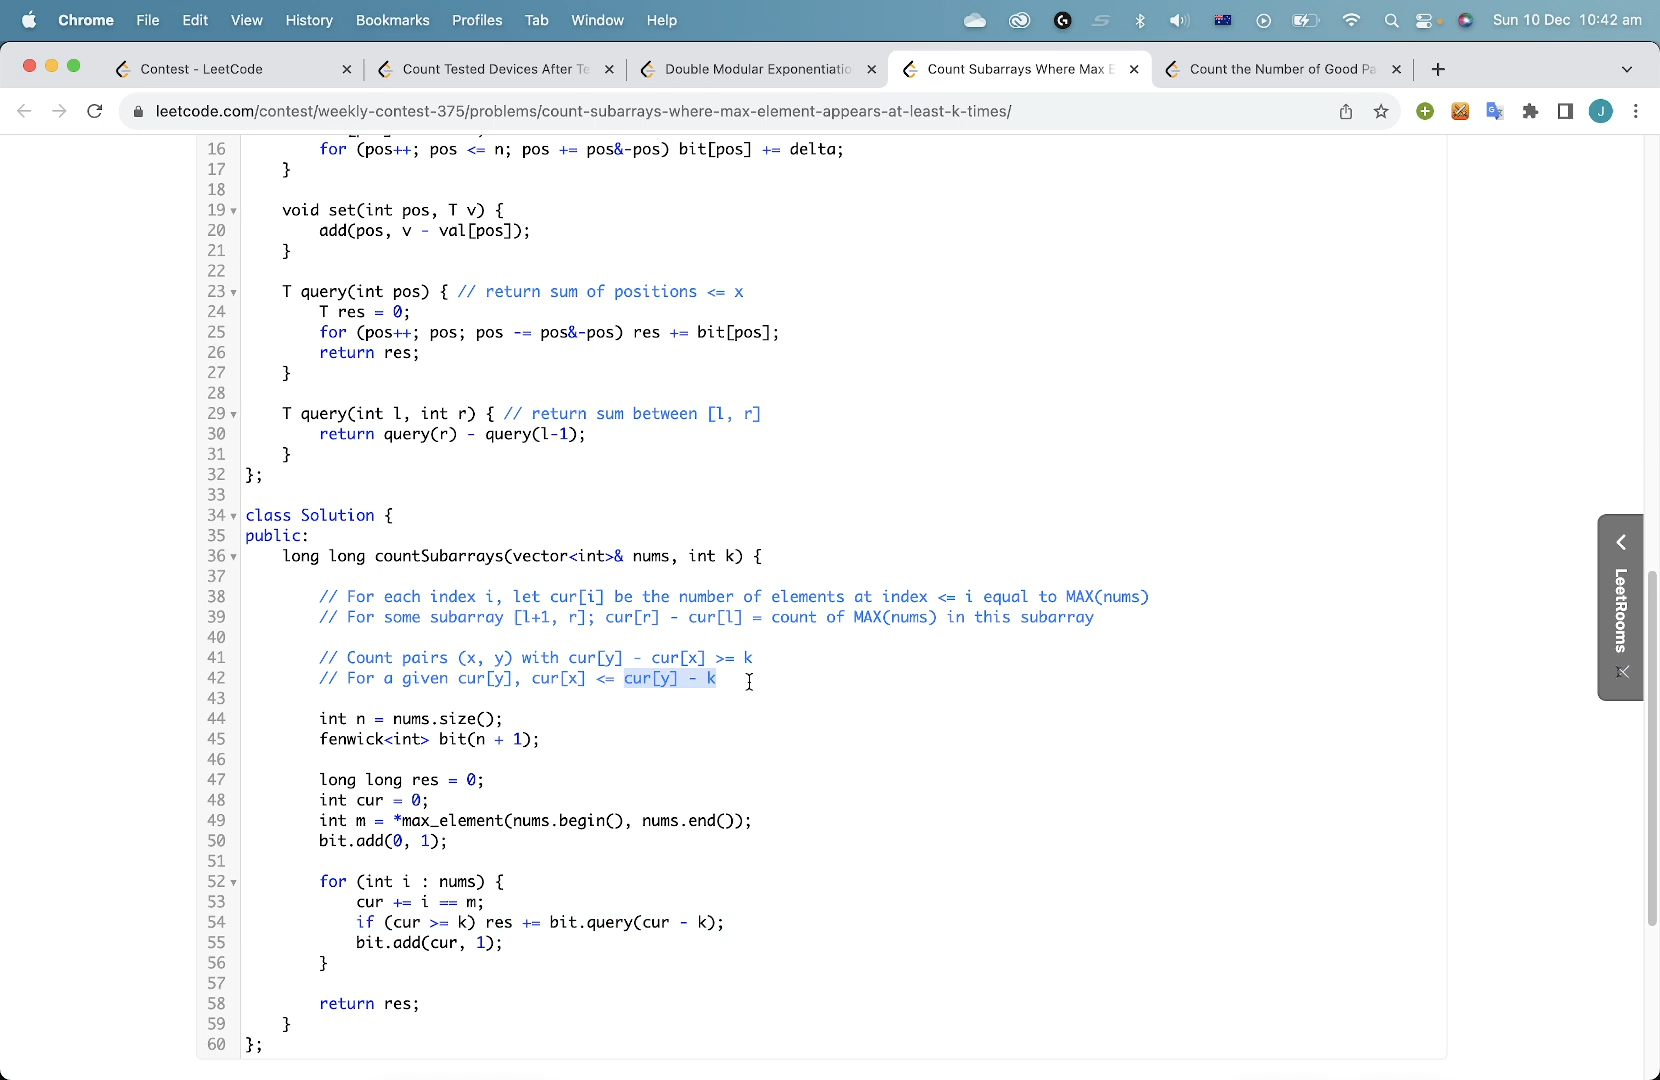 Chrome File Edit View History Bookmarks Profiles Tab Window Help Sun 10 Dec 10:42 am
Contest - LeetCode Count Tested Devices After Te Double Modular Exponentiatio Count Subarrays Where Max E Count the Number of Good Pa
leetcode.com/contest/weekly-contest-375/problems/count-subarrays-where-max-element-appears-at-least-k-times/ J
16 for (pos++; pos <= n; pos += pos&-pos) bit[pos] += delta;
17 }
18
19 void set(int pos, T v) {
20 add(pos, v - val[pos]);
21 }
22
23 T query(int pos) { // return sum of positions <= x
24 T res = 0;
25 for (pos++; pos; pos -= pos&-pos) res += bit[pos];
26 return res;
27 }
28
29 T query(int l, int r) { // return sum between [l, r]
30 return query(r) - query(l-1);
31 }
32 };
33
34 class Solution {
35 public:
36 long long countSubarrays(vector<int>& nums, int k) {
37
38 // For each index i, let cur[i] be the number of elements at index <= i equal to MAX(nums)
39 // For some subarray [l+1, r]; cur[r] - cur[l] = count of MAX(nums) in this subarray
40
41 // Count pairs (x, y) with cur[y] - cur[x] >= k
42 // For a given cur[y], cur[x] <= cur[y] - k
43
44 int n = nums.size();
45 fenwick<int> bit(n + 1);
46
47 long long res = 0;
48 int cur = 0;
49 int m = *max_element(nums.begin(), nums.end());
50 bit.add(0, 1);
51
52 for (int i : nums) {
53 cur += i == m;
54 if (cur >= k) res += bit.query(cur - k);
55 bit.add(cur, 1);
56 }
57
58 return res;
59 }
60 };
LeetRooms